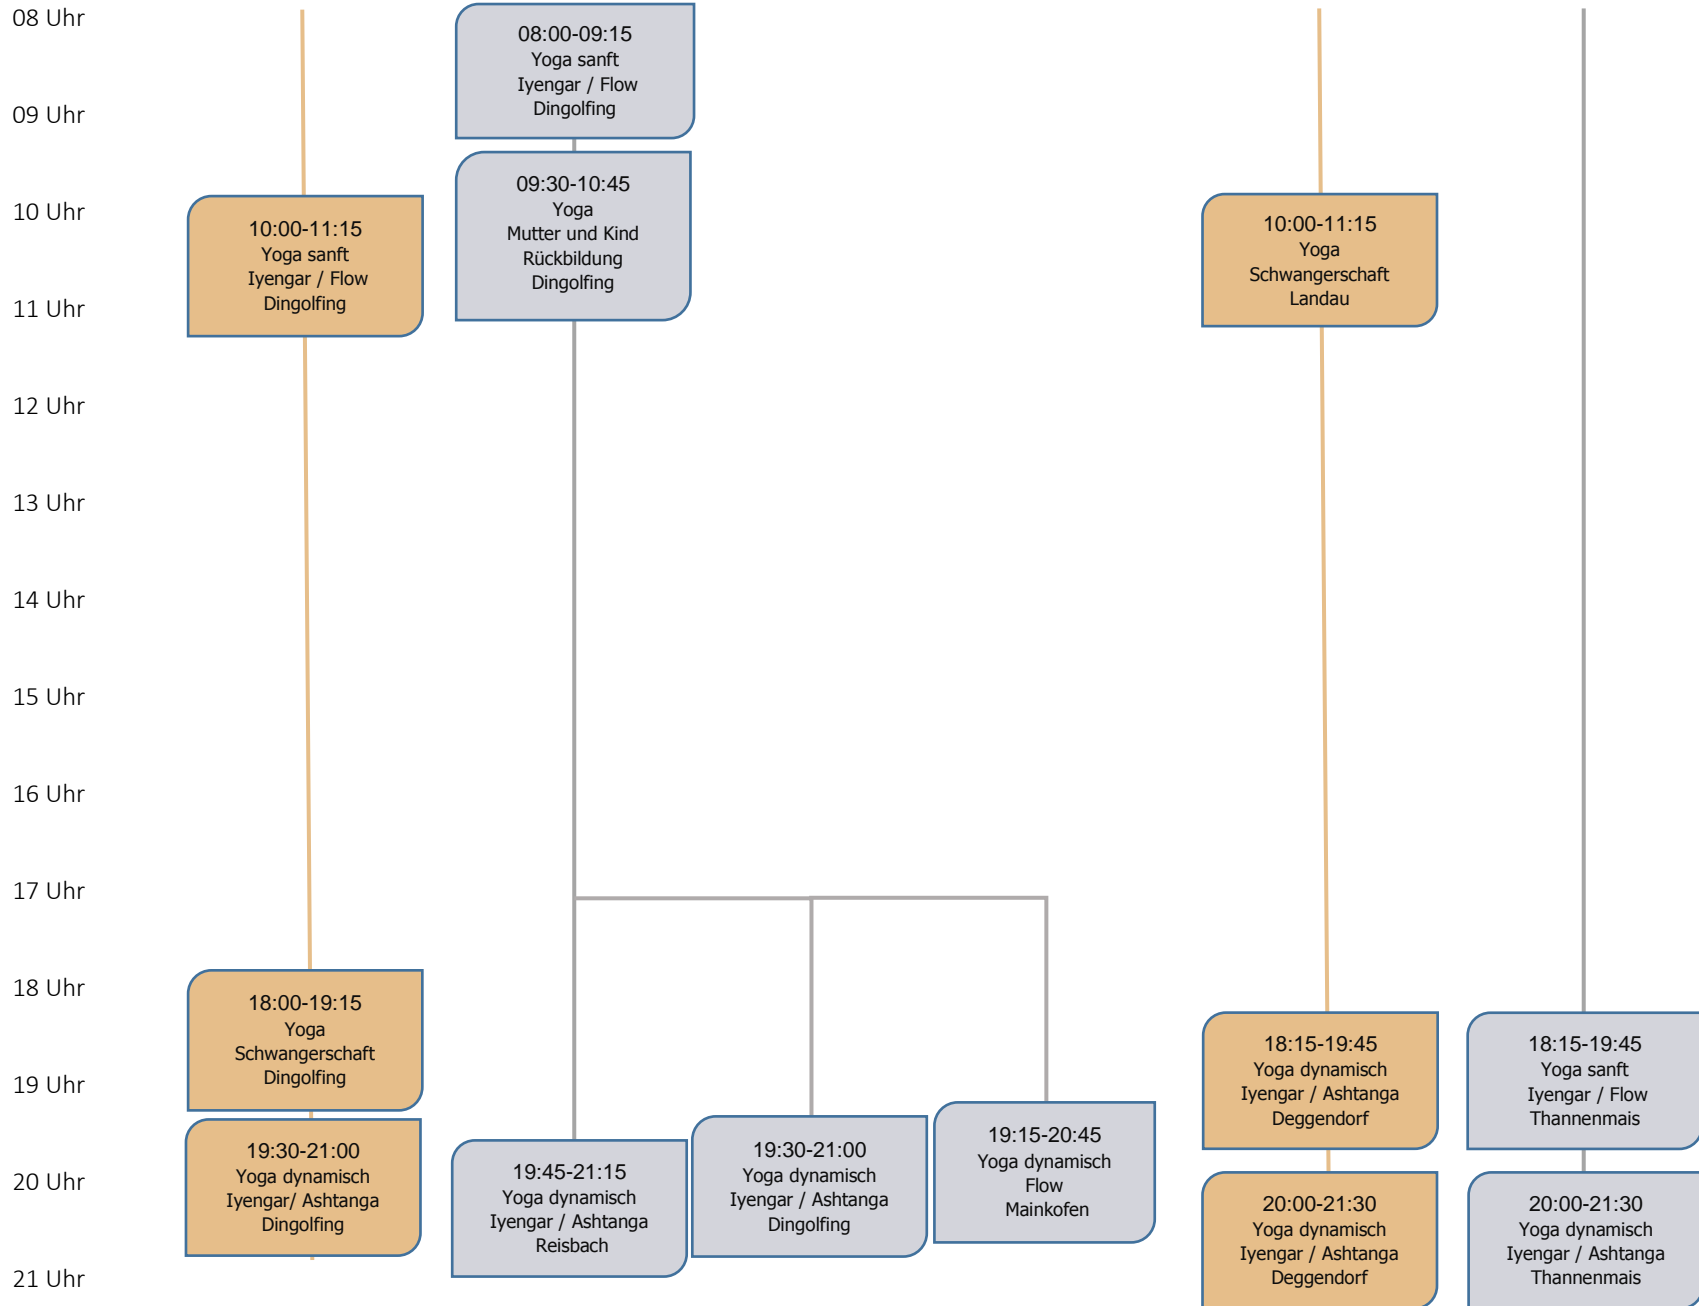 08 Uhr
09 Uhr
10 Uhr
11 Uhr
12 Uhr
13 Uhr
14 Uhr
15 Uhr
16 Uhr
17 Uhr
18 Uhr
19 Uhr
20 Uhr
21 Uhr
10:00-11:15
Yoga sanft
Iyengar / Flow
Dingolfing
18:00-19:15
Yoga
Schwangerschaft
Dingolfing
19:30-21:00
Yoga dynamisch
Iyengar/ Ashtanga
Dingolfing
08:00-09:15
Yoga sanft
Iyengar / Flow
Dingolfing
09:30-10:45
Yoga
Mutter und Kind
Rückbildung
Dingolfing
19:45-21:15
Yoga dynamisch
Iyengar / Ashtanga
Reisbach
19:30-21:00
Yoga dynamisch
Iyengar / Ashtanga
Dingolfing
19:15-20:45
Yoga dynamisch
Flow
Mainkofen
10:00-11:15
Yoga
Schwangerschaft
Landau
18:15-19:45
Yoga dynamisch
Iyengar / Ashtanga
Deggendorf
20:00-21:30
Yoga dynamisch
Iyengar / Ashtanga
Deggendorf
18:15-19:45
Yoga sanft
Iyengar / Flow
Thannenmais
20:00-21:30
Yoga dynamisch
Iyengar / Ashtanga
Thannenmais